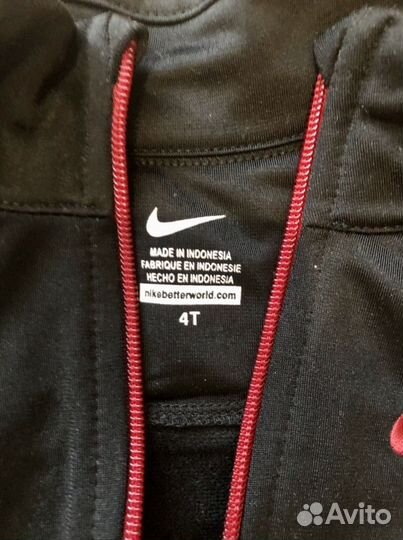 MADE IN INDONESIA
FABRIQUE EN INDONESIE
HECHO EN INDONESIA
nikebetterworld.com
4T
Avito